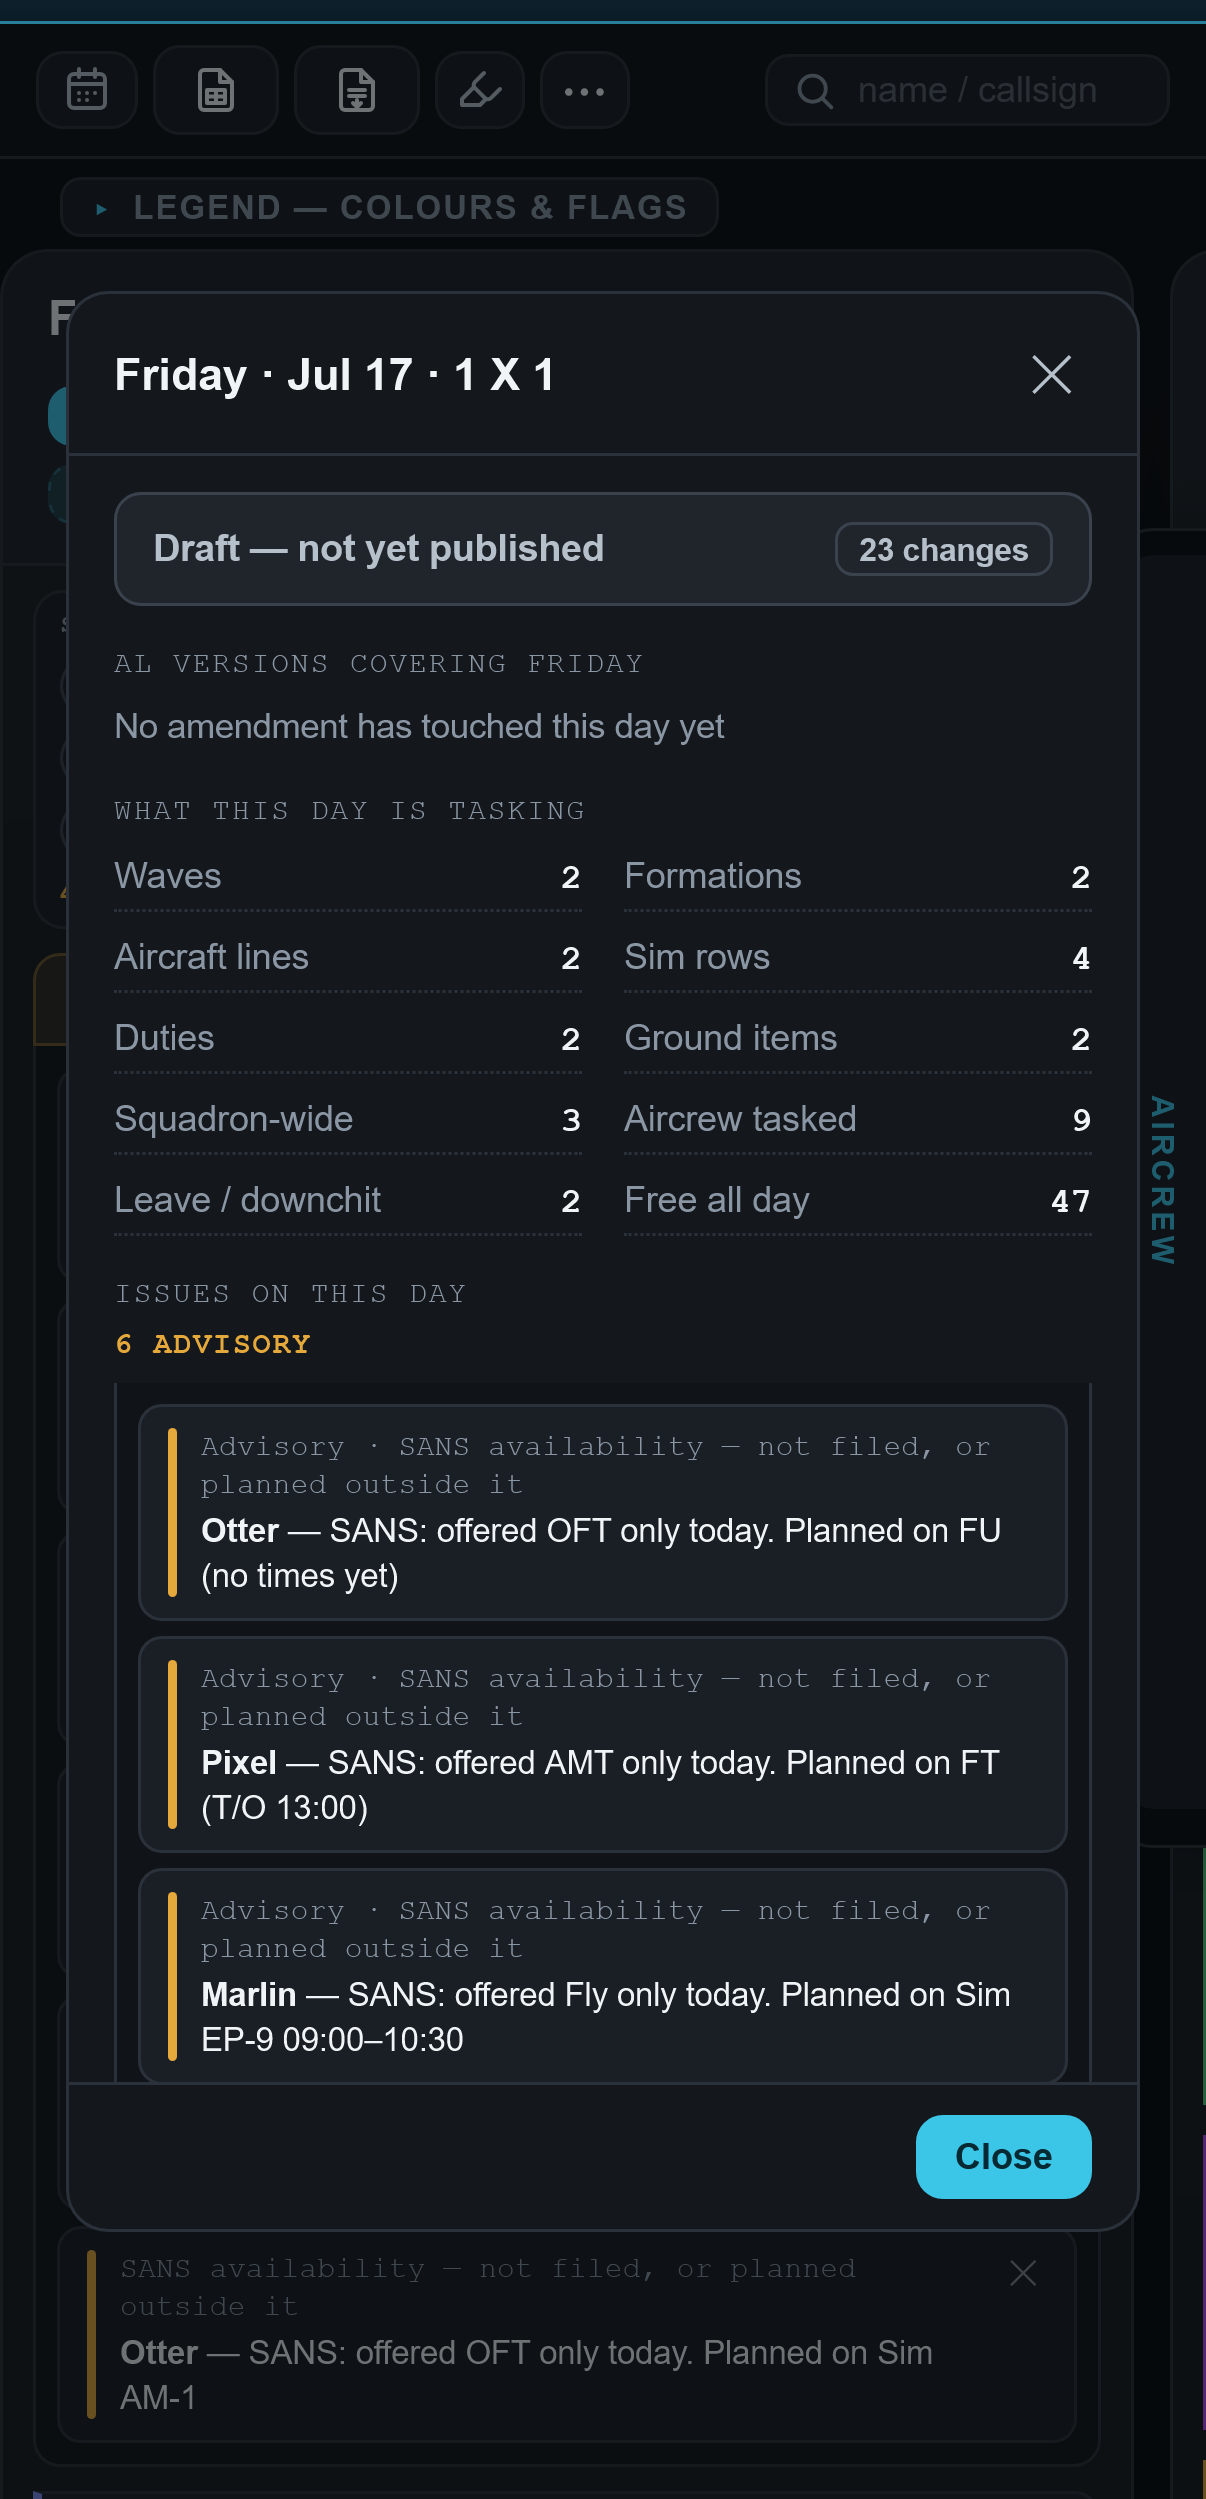 name / callsign
LEGEND — COLOURS & FLAGS
Friday · Jul 17 · 1 X 1
Draft — not yet published
23 changes
AL VERSIONS COVERING FRIDAY
No amendment has touched this day yet
WHAT THIS DAY IS TASKING
Waves 2
Formations 2
Aircraft lines 2
Sim rows 4
Duties 2
Ground items 2
Squadron-wide 3
Aircrew tasked 9
Leave / downchit 2
Free all day 47
AIRCREW
ISSUES ON THIS DAY
6 ADVISORY
Advisory · SANS availability — not filed, or
planned outside it
Otter — SANS: offered OFT only today. Planned on FU
(no times yet)
Advisory · SANS availability — not filed, or
planned outside it
Pixel — SANS: offered AMT only today. Planned on FT
(T/O 13:00)
Advisory · SANS availability — not filed, or
planned outside it
Marlin — SANS: offered Fly only today. Planned on Sim
EP-9 09:00–10:30
Close
SANS availability — not filed, or planned
outside it
Otter — SANS: offered OFT only today. Planned on Sim
AM-1